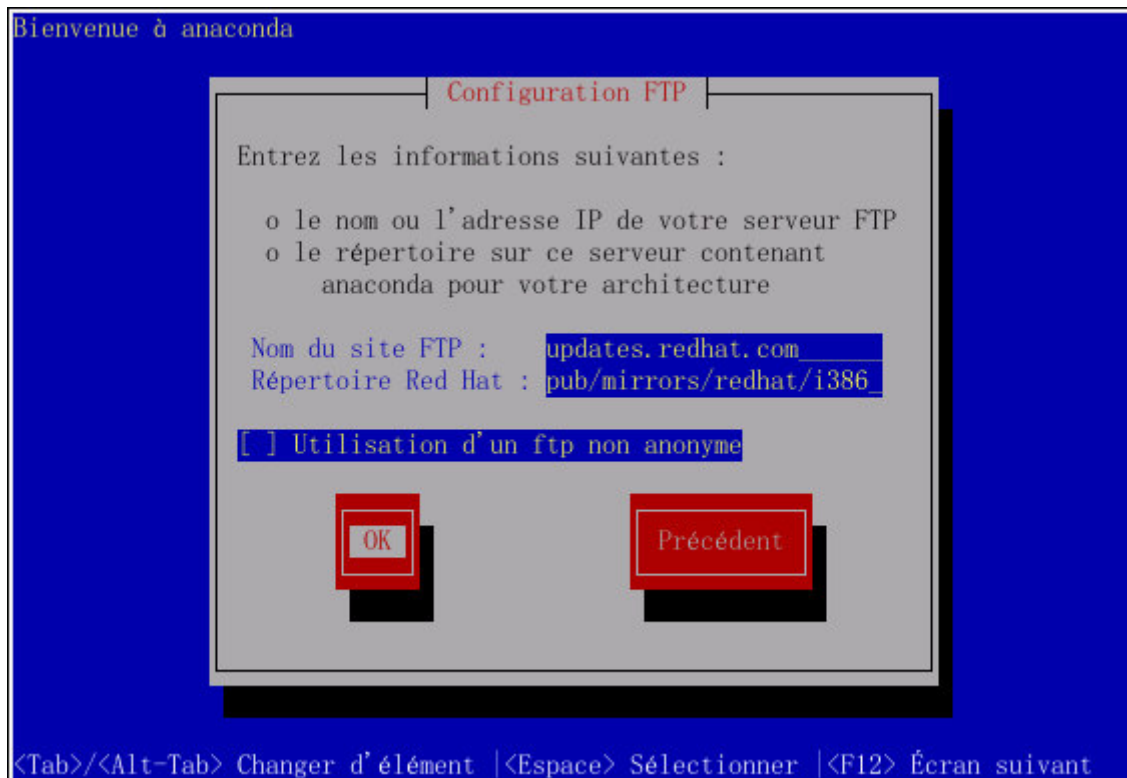 Bienvenue à anaconda
Configuration FTP
Entrez les informations suivantes :
o le nom ou l'adresse IP de votre serveur FTP
o le répertoire sur ce serveur contenant
anaconda pour votre architecture
Nom du site FTP : updates.redhat.com______
Répertoire Red Hat : pub/mirrors/redhat/i386_
[ ] Utilisation d'un ftp non anonyme
OK Précédent
<Tab>/<Alt-Tab> Changer d'élément |<Espace> Sélectionner |<F12> Écran suivant